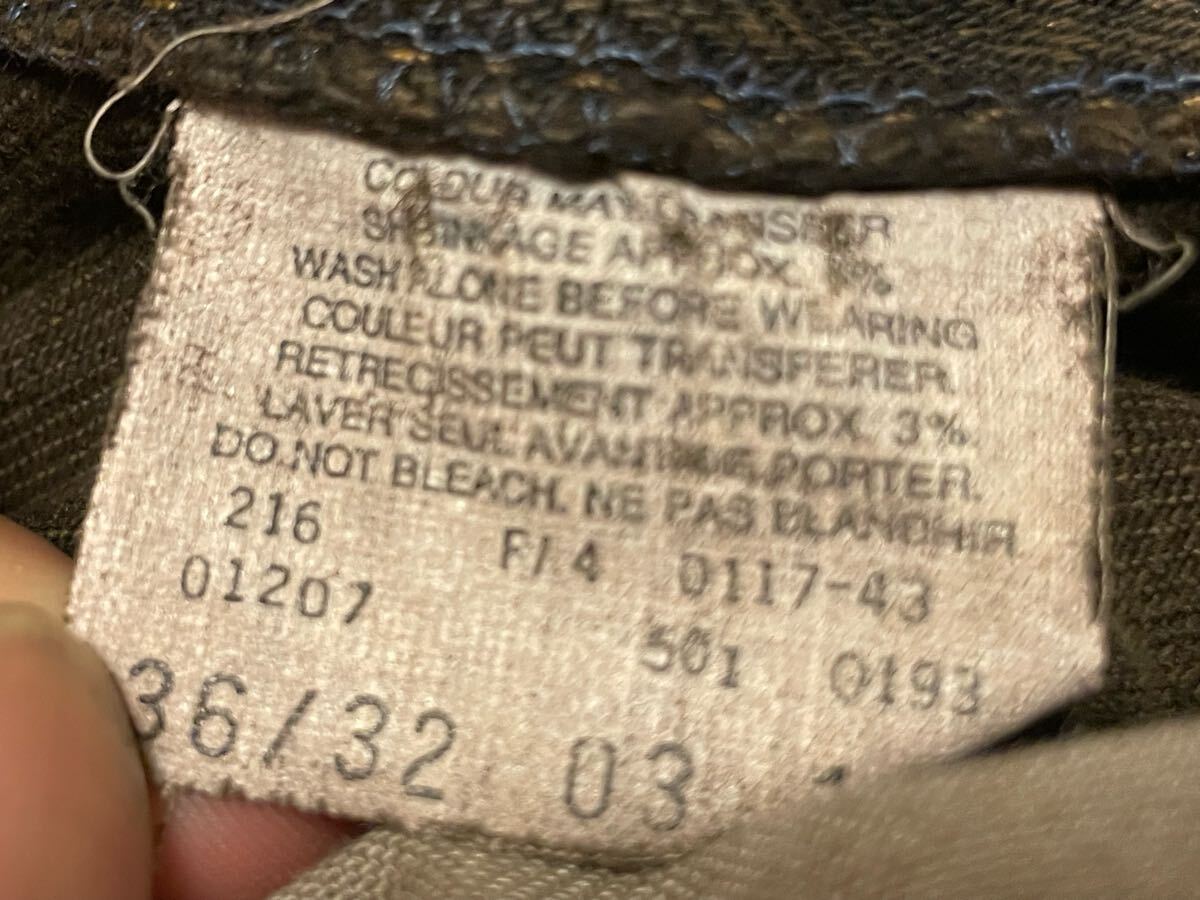 COLOUR MAY TRANSFER
SHRINKAGE APPROX. %
WASH ALONE BEFORE WEARING
COULEUR PEUT TRANSFERER.
RETRECISSEMENT APPROX. 3%.
LAVER SEUL AVANT DE PORTER.
DO NOT BLEACH. NE PAS BLANCHIR
216 F/4 0117-43
01207 501 0193
36/32 03